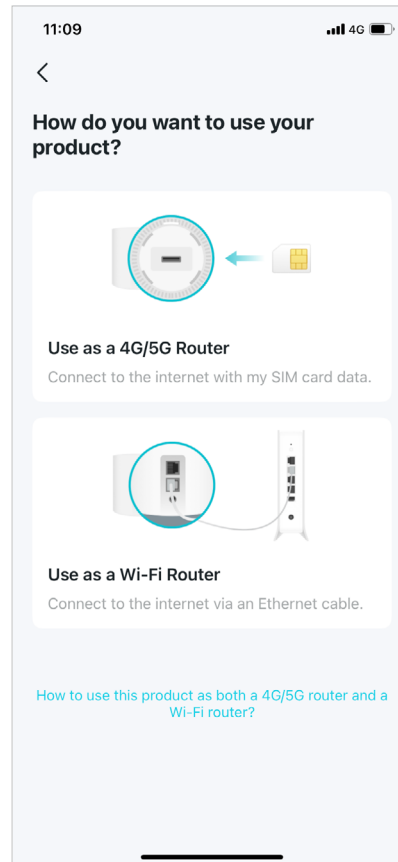 11:09
4G
How do you want to use your
product?
Use as a 4G/5G Router
Connect to the internet with my SIM card data.
Use as a Wi-Fi Router
Connect to the internet via an Ethernet cable.
How to use this product as both a 4G/5G router and a
Wi-Fi router?